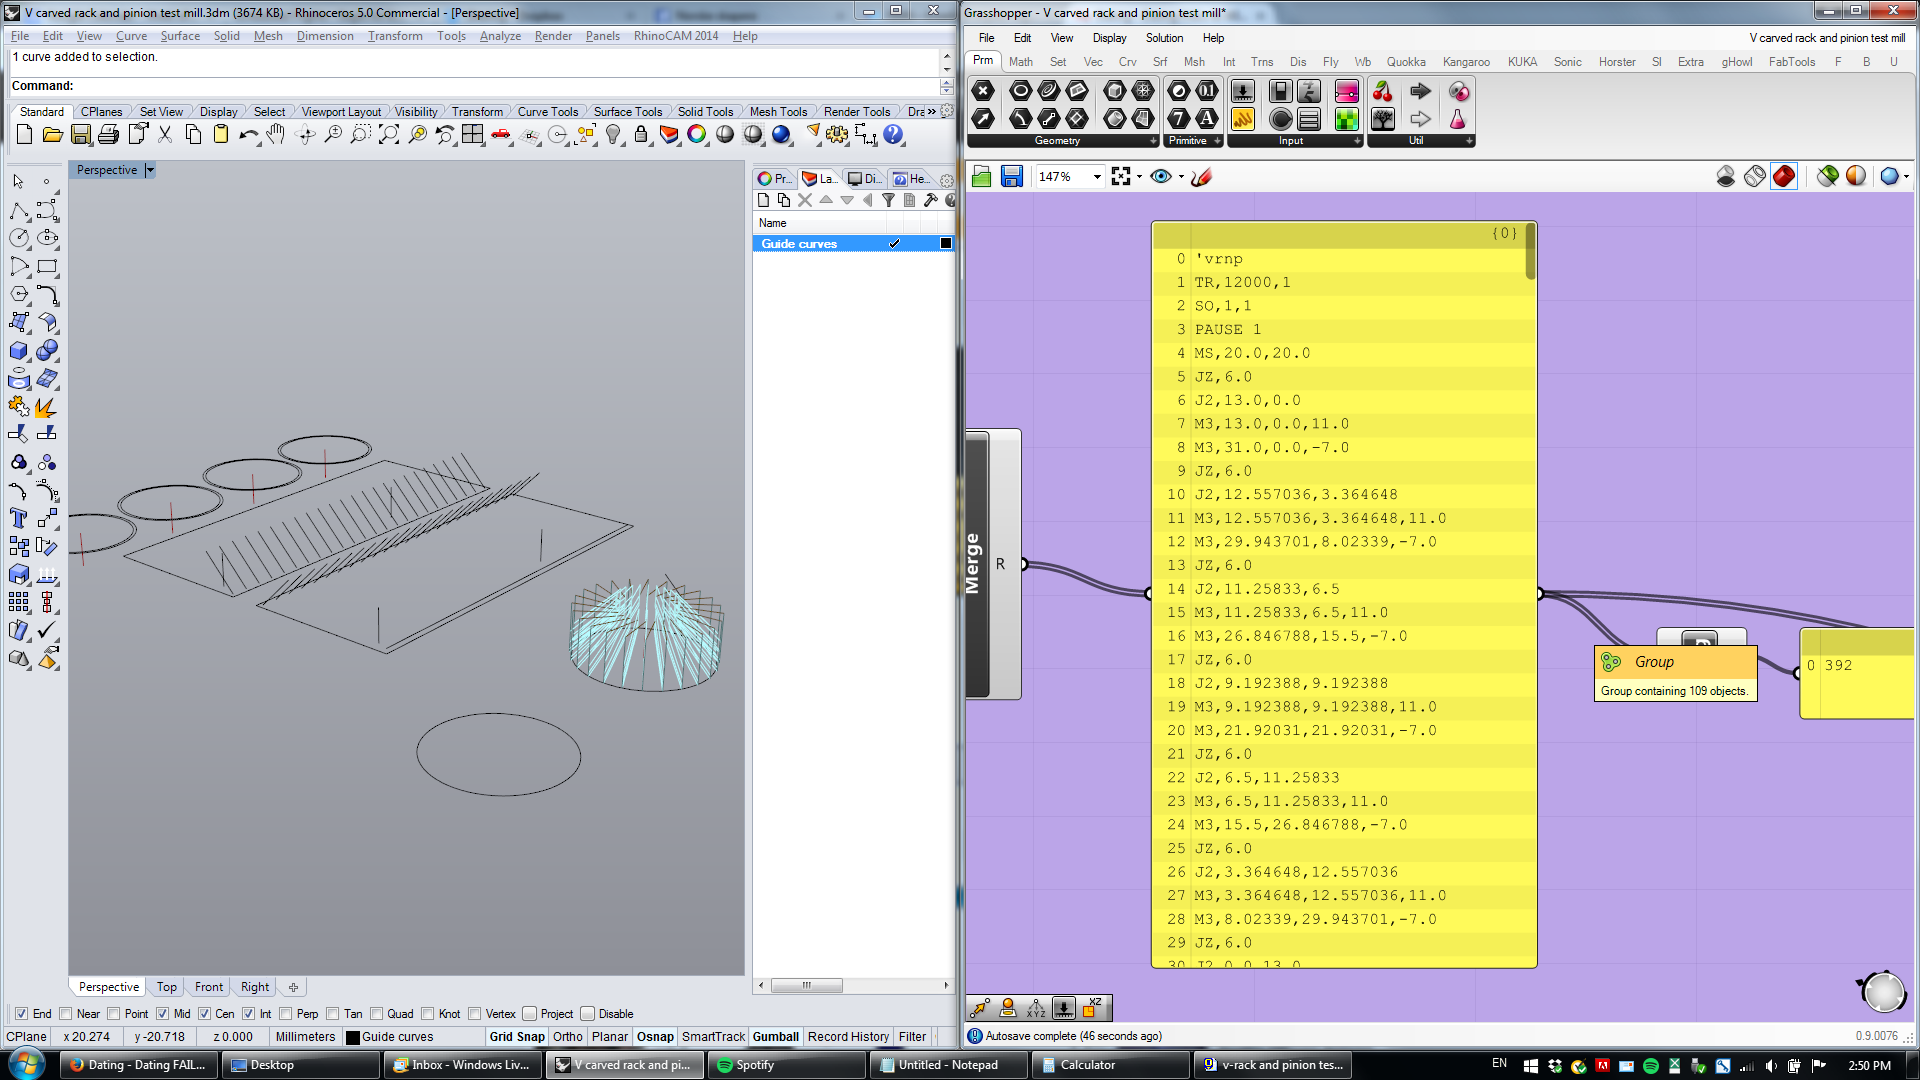 V carved rack and pinion test mill.3dm (3674 KB) - Rhinoceros 5.0 Commercial - [Perspective]
File Edit View Curve Surface Solid Mesh Dimension Transform Tools Analyze Render Panels RhinoCAM 2014 Help
1 curve added to selection.
Command:
Standard CPlanes Set View Display Select Viewport Layout Visibility Transform Curve Tools Surface Tools Solid Tools Mesh Tools Render Tools Dra
Perspective
Pr... La... Di... He...
Name
Guide curves
Perspective Top Front Right
End Near Point Mid Cen Int Perp Tan Quad Knot Vertex Project Disable
CPlane x 20.274 y -20.718 z 0.000 Millimeters Guide curves Grid Snap Ortho Planar Osnap SmartTrack Gumball Record History Filter
Grasshopper - V carved rack and pinion test mill*
File Edit View Display Solution Help
V carved rack and pinion test mill
Prm Math Set Vec Crv Srf Msh Int Trns Dis Fly Wb Quokka Kangaroo KUKA Sonic Horster SI Extra gHowl FabTools F B U
Geometry Primitive Input Util
147%
Merge
R
{0}
0 'vrnp
1 TR,12000,1
2 SO,1,1
3 PAUSE 1
4 MS,20.0,20.0
5 JZ,6.0
6 J2,13.0,0.0
7 M3,13.0,0.0,11.0
8 M3,31.0,0.0,-7.0
9 JZ,6.0
10 J2,12.557036,3.364648
11 M3,12.557036,3.364648,11.0
12 M3,29.943701,8.02339,-7.0
13 JZ,6.0
14 J2,11.25833,6.5
15 M3,11.25833,6.5,11.0
16 M3,26.846788,15.5,-7.0
17 JZ,6.0
18 J2,9.192388,9.192388
19 M3,9.192388,9.192388,11.0
20 M3,21.92031,21.92031,-7.0
21 JZ,6.0
22 J2,6.5,11.25833
23 M3,6.5,11.25833,11.0
24 M3,15.5,26.846788,-7.0
25 JZ,6.0
26 J2,3.364648,12.557036
27 M3,3.364648,12.557036,11.0
28 M3,8.02339,29.943701,-7.0
29 JZ,6.0
30 J2,0.0,13.0
Group
Group containing 109 objects.
0 392
XYZ
XZ
Autosave complete (46 seconds ago)
0.9.0076
Dating - Dating FAIL... Desktop Inbox - Windows Liv... V carved rack and pi... Spotify Untitled - Notepad Calculator v-rack and pinion tes... EN 2:50 PM